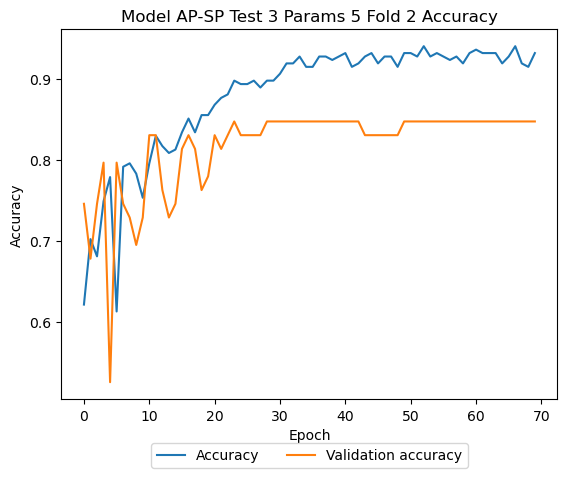 Model AP-SP Test 3 Params 5 Fold 2 Accuracy
Accuracy
0.9
0.8
0.7
0.6
0 10 20 30 40 50 60 70
Epoch
Accuracy Validation accuracy